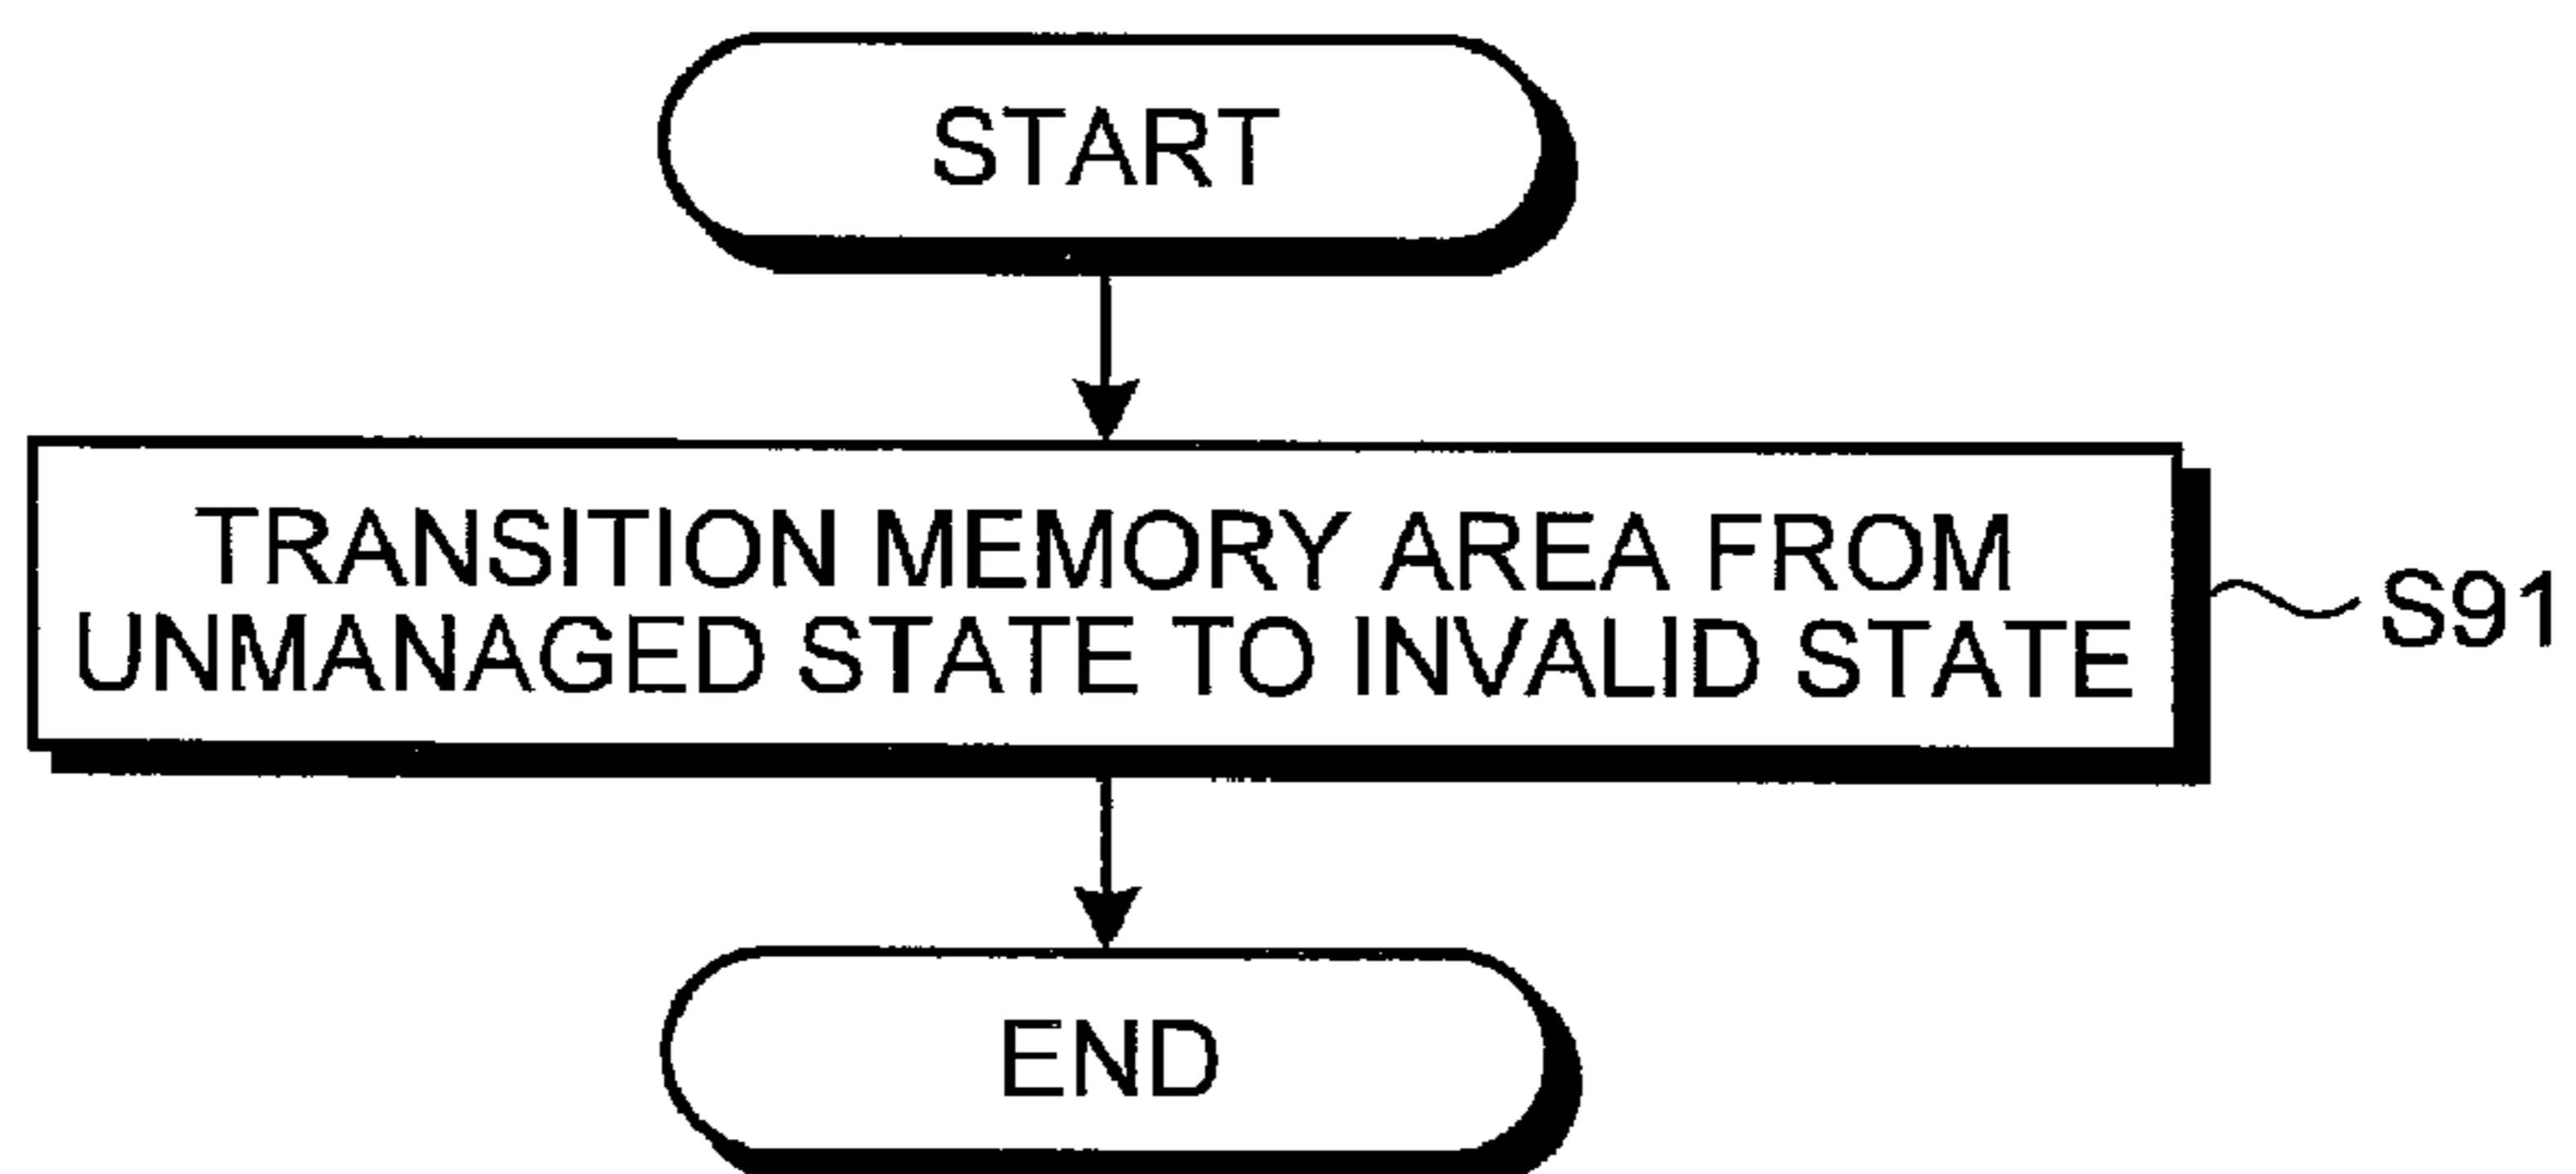 START
TRANSITION MEMORY AREA FROM
UNMANAGED STATE TO INVALID STATE
S91
END